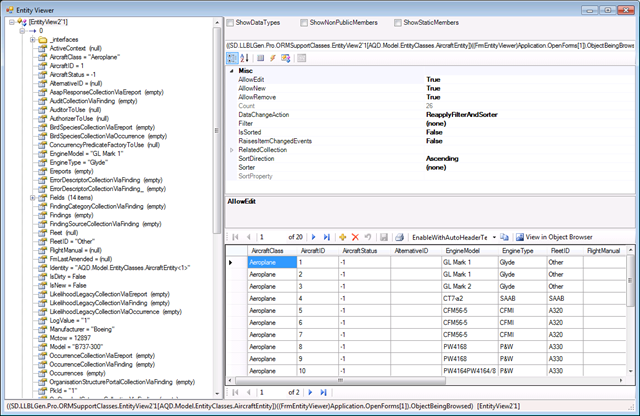 Entity Viewer
[EntityView2`1]
0
_interfaces
ActiveContext (null)
AircraftClass = "Aeroplane"
AircraftID = 1
AircraftStatus = -1
AlternativeID = (null)
AsapResponseCollectionViaEreport (empty)
AuditCollectionViaFinding (empty)
AuditorToUse (null)
AuthorizerToUse (null)
BirdSpeciesCollectionViaEreport (empty)
BirdSpeciesCollectionViaOccurrence (empty)
ConcurrencyPredicateFactoryToUse (null)
EngineModel = "GL Mark 1"
EngineType = "Glyde"
Ereports (empty)
ErrorDescriptorCollectionViaFinding (empty)
ErrorDescriptorCollectionViaFinding_ (empty)
Fields (14 items)
FindingCategoryCollectionViaFinding (empty)
Findings (empty)
FindingSourceCollectionViaFinding (empty)
Fleet (null)
FleetID = "Other"
FlightManual = (null)
FmLastAmended = (null)
Identity = "AQD.Model.EntityClasses.AircraftEntity<1>"
IsDirty = False
IsNew = False
LikelihoodLegacyCollectionViaEreport (empty)
LikelihoodLegacyCollectionViaFinding (empty)
LikelihoodLegacyCollectionViaOccurrence (empty)
LogValue = "1"
Manufacturer = "Boeing"
Mctow = 12897
Model = "B737-300"
OccurrenceCollectionViaEreport (empty)
OccurrenceCollectionViaFinding (empty)
Occurrences (empty)
OrganisationStructurePortalCollectionViaFinding (empty)
PkId = "1"
ShowDataTypes ShowNonPublicMembers ShowStaticMembers
((SD.LLBLGen.Pro.ORMSupportClasses.EntityView2`1[AQD.Model.EntityClasses.AircraftEntity])((FrmEntityViewer)Application.OpenForms[1]).ObjectBeingBrows
Misc
AllowEdit True
AllowNew True
AllowRemove True
Count 26
DataChangeAction ReapplyFilterAndSorter
Filter (none)
IsSorted False
RaisesItemChangedEvents False
RelatedCollection
SortDirection Ascending
Sorter (none)
SortProperty
AllowEdit
1 of 20 EnableWithAutoHeaderTe View in Object Browser
AircraftClass AircraftID AircraftStatus AlternativeID EngineModel EngineType FleetID FlightManual
Aeroplane 1 -1 GL Mark 1 Glyde Other
Aeroplane 2 -1 GL Mark 1 Glyde Other
Aeroplane 3 -1 GL Mark 2 Glyde Other
Aeroplane 4 -1 CT7-a2 SAAB SAAB
Aeroplane 5 -1 CFM56-5 CFMI A320
Aeroplane 6 -1 CFM56-5 CFMI A320
Aeroplane 7 -1 CFM56-5 CFMI A320
Aeroplane 8 -1 PW4168 P&W A330
Aeroplane 9 -1 PW4168 P&W A330
Aeroplane 10 -1 PW4164PW4164/8 P&W A330
1 of 2
((SD.LLBLGen.Pro.ORMSupportClasses.EntityView2`1[AQD.Model.EntityClasses.AircraftEntity])((FrmEntityViewer)Application.OpenForms[1]).ObjectBeingBrowsed) [EntityView2`1]